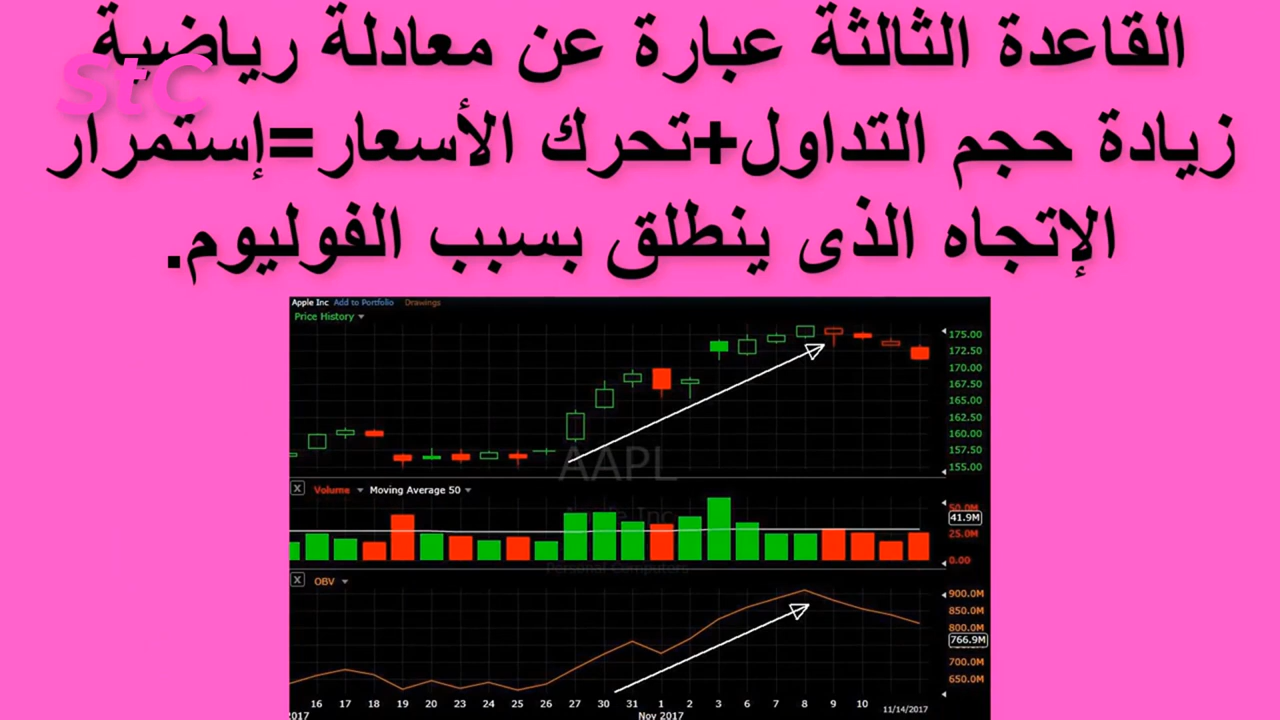 القاعدة الثالثة عبارة عن معادلة رياضية
StC
زيادة حجم التداول+تحرك الأسعار=إستمرار
الإتجاه الذى ينطلق بسبب الفوليوم.
Apple Inc Add to Portfolio Drawings
Price History
175.00
172.50
170.00
167.50
165.00
162.50
160.00
157.50
155.00
AAPL
Apple Inc
Personal Computers
X Volume Moving Average 50
50.0M
41.9M
25.0M
0.00
X OBV
900.0M
850.0M
800.0M
766.9M
700.0M
650.0M
16 17 18 19 20 23 24 25 26 27 30 31 1 2 3 6 7 8 9 10 11/14/2017
2017 Nov 2017